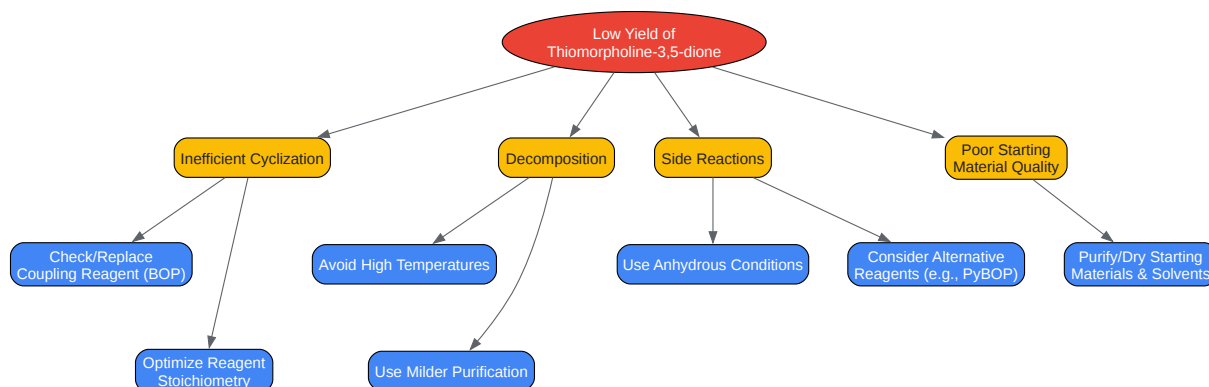 Low Yield of
Thiomorpholine-3,5-dione
Inefficient Cyclization
Decomposition
Side Reactions
Poor Starting
Material Quality
Check/Replace
Coupling Reagent (BOP)
Avoid High Temperatures
Use Anhydrous Conditions
Consider Alternative
Reagents (e.g., PyBOP)
Purify/Dry Starting
Materials & Solvents
Optimize Reagent
Stoichiometry
Use Milder Purification